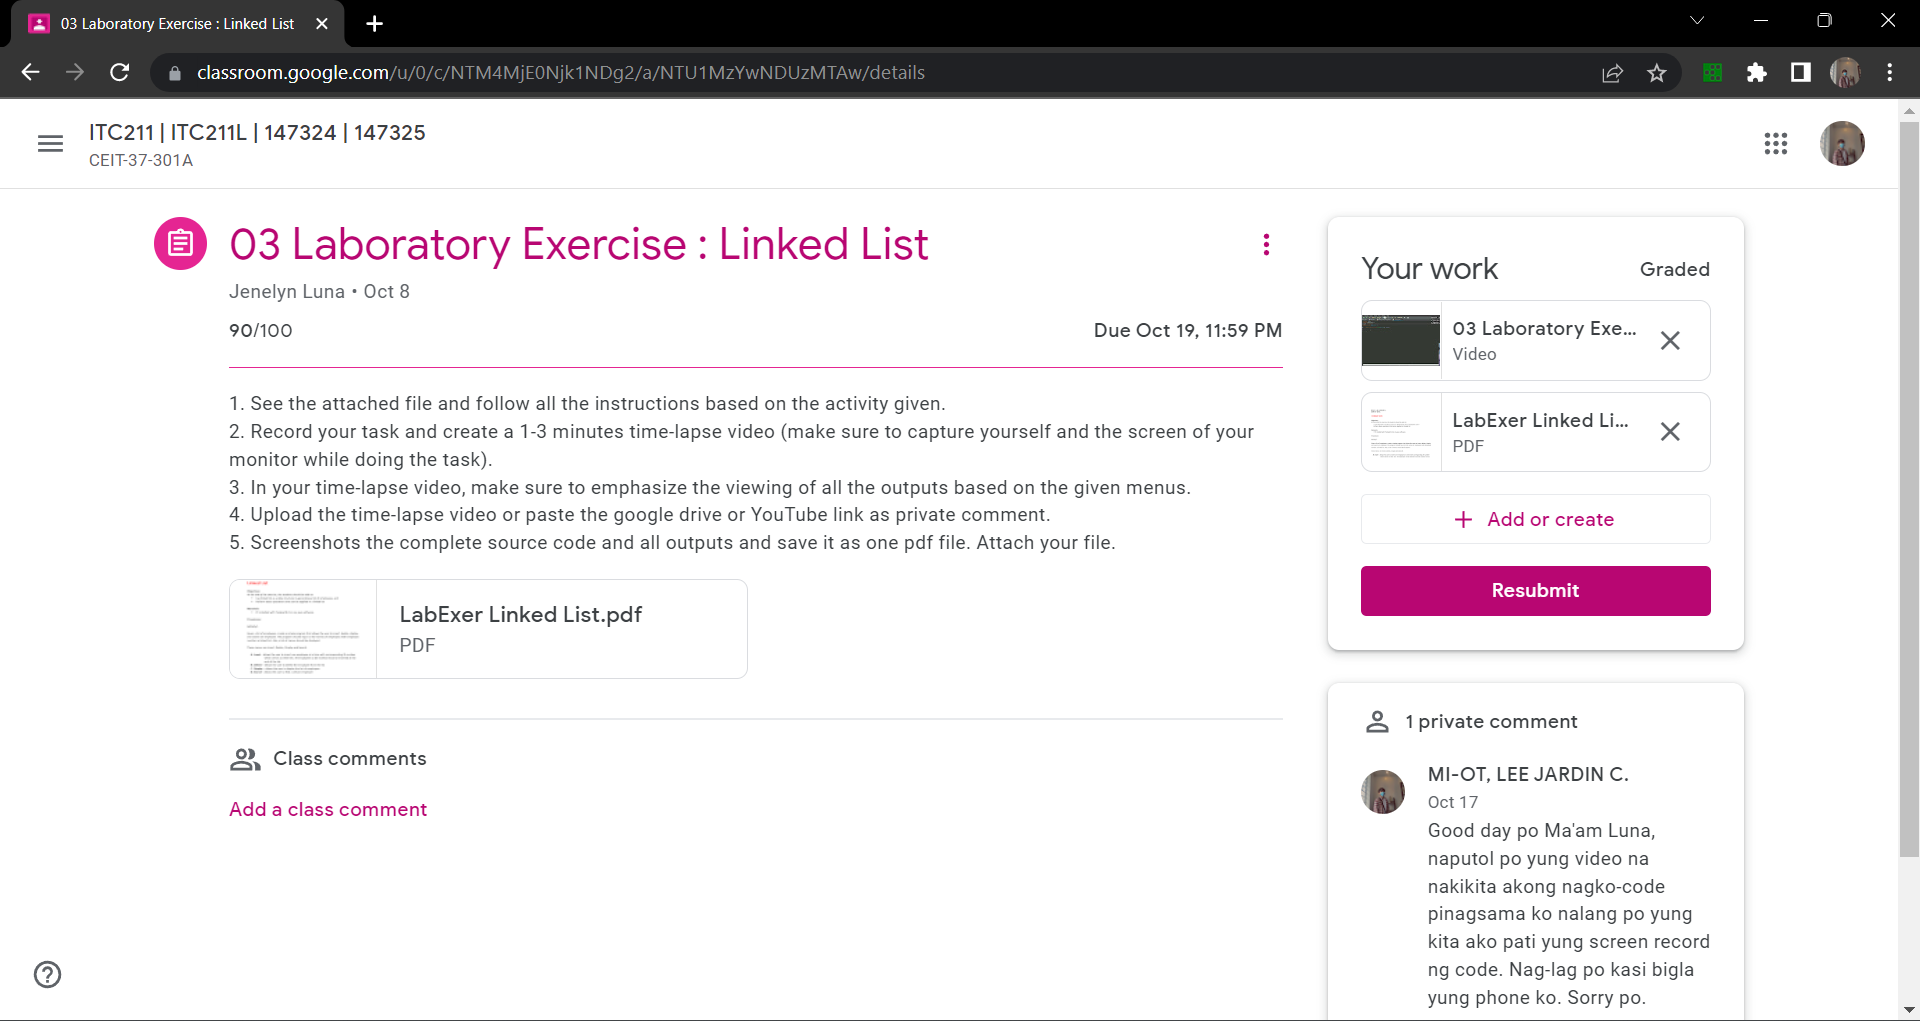 03 Laboratory Exercise : Linked List
classroom.google.com/u/0/c/NTM4MjE0Njk1NDg2/a/NTU1MzYwNDUzMTAw/details
ITC211 | ITC211L | 147324 | 147325
CEIT-37-301A
03 Laboratory Exercise : Linked List
Jenelyn Luna • Oct 8
90/100
Due Oct 19, 11:59 PM
1. See the attached file and follow all the instructions based on the activity given.
2. Record your task and create a 1-3 minutes time-lapse video (make sure to capture yourself and the screen of your
monitor while doing the task).
3. In your time-lapse video, make sure to emphasize the viewing of all the outputs based on the given menus.
4. Upload the time-lapse video or paste the google drive or YouTube link as private comment.
5. Screenshots the complete source code and all outputs and save it as one pdf file. Attach your file.
LabExer Linked List.pdf
PDF
Class comments
Add a class comment
Your work
Graded
03 Laboratory Exe...
Video
LabExer Linked Li...
PDF
+ Add or create
Resubmit
1 private comment
MI-OT, LEE JARDIN C.
Oct 17
Good day po Ma'am Luna,
naputol po yung video na
nakikita akong nagko-code
pinagsama ko nalang po yung
kita ako pati yung screen record
ng code. Nag-lag po kasi bigla
yung phone ko. Sorry po.